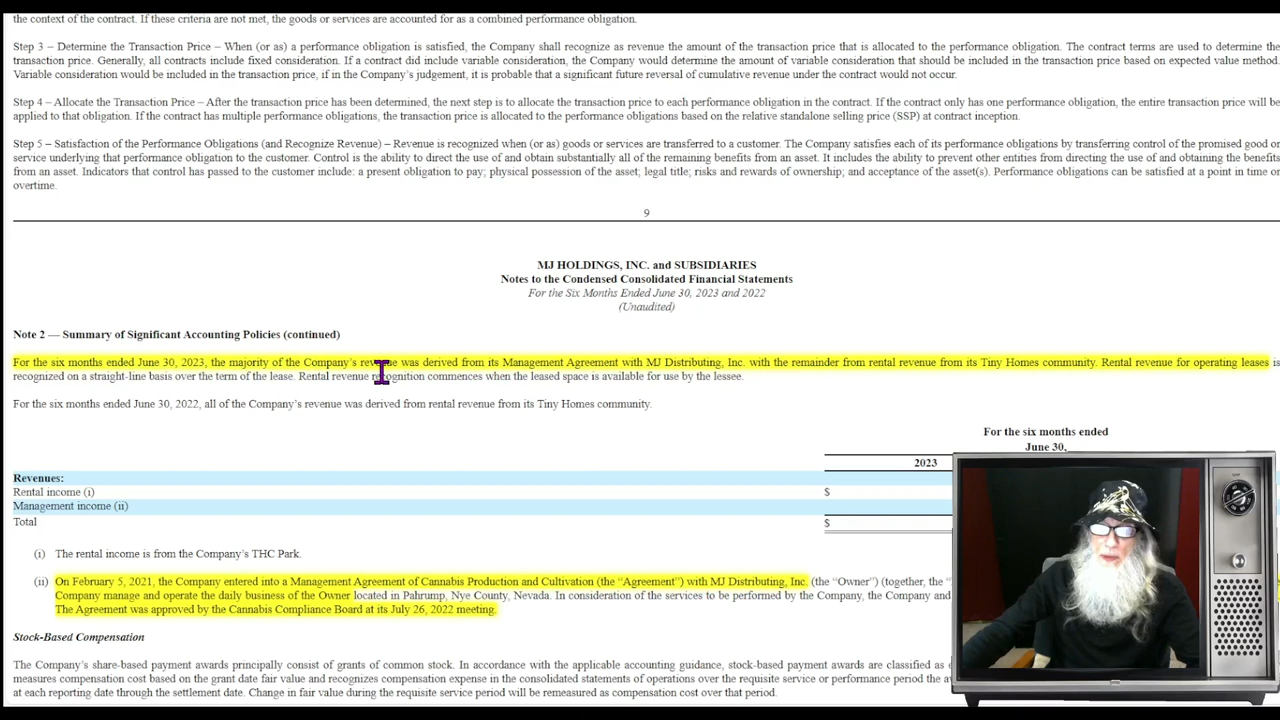 the context of the contract. If these criteria are not met, the goods or services are accounted for as a combined performance obligation.
Step 3 – Determine the Transaction Price – When (or as) a performance obligation is satisfied, the Company shall recognize as revenue the amount of the transaction price that is allocated to the performance obligation. The contract terms are used to determine the
transaction price. Generally, all contracts include fixed consideration. If a contract did include variable consideration, the Company would determine the amount of variable consideration that should be included in the transaction price based on expected value method.
Variable consideration would be included in the transaction price, if in the Company's judgement, it is probable that a significant future reversal of cumulative revenue under the contract would not occur.
Step 4 – Allocate the Transaction Price – After the transaction price has been determined, the next step is to allocate the transaction price to each performance obligation in the contract. If the contract only has one performance obligation, the entire transaction price will be
applied to that obligation. If the contract has multiple performance obligations, the transaction price is allocated to the performance obligations based on the relative standalone selling price (SSP) at contract inception.
Step 5 – Satisfaction of the Performance Obligations (and Recognize Revenue) – Revenue is recognized when (or as) goods or services are transferred to a customer. The Company satisfies each of its performance obligations by transferring control of the promised good or
service underlying that performance obligation to the customer. Control is the ability to direct the use of and obtain substantially all of the remaining benefits from an asset. It includes the ability to prevent other entities from directing the use of and obtaining the benefits
from an asset. Indicators that control has passed to the customer include: a present obligation to pay; physical possession of the asset; legal title; risks and rewards of ownership; and acceptance of the asset(s). Performance obligations can be satisfied at a point in time or
overtime.
9
MJ HOLDINGS, INC. and SUBSIDIARIES
Notes to the Condensed Consolidated Financial Statements
For the Six Months Ended June 30, 2023 and 2022
(Unaudited)
Note 2 — Summary of Significant Accounting Policies (continued)
For the six months ended June 30, 2023, the majority of the Company's revenue was derived from its Management Agreement with MJ Distributing, Inc. with the remainder from rental revenue from its Tiny Homes community. Rental revenue for operating leases is
recognized on a straight-line basis over the term of the lease. Rental revenue recognition commences when the leased space is available for use by the lessee.
For the six months ended June 30, 2022, all of the Company's revenue was derived from rental revenue from its Tiny Homes community.
For the six months ended
June 30,
2023
Revenues:
Rental income (i) $
Management income (ii)
Total $
(i) The rental income is from the Company's THC Park.
(ii) On February 5, 2021, the Company entered into a Management Agreement of Cannabis Production and Cultivation (the “Agreement”) with MJ Distributing, Inc. (the “Owner”) (together, the “
Company manage and operate the daily business of the Owner located in Pahrump, Nye County, Nevada. In consideration of the services to be performed by the Company, the Company and
The Agreement was approved by the Cannabis Compliance Board at its July 26, 2022 meeting.
Stock-Based Compensation
The Company's share-based payment awards principally consist of grants of common stock. In accordance with the applicable accounting guidance, stock-based payment awards are classified as
measures compensation cost based on the grant date fair value and recognizes compensation expense in the consolidated statements of operations over the requisite service or performance period the
at each reporting date through the settlement date. Change in fair value during the requisite service period will be remeasured as compensation cost over that period.